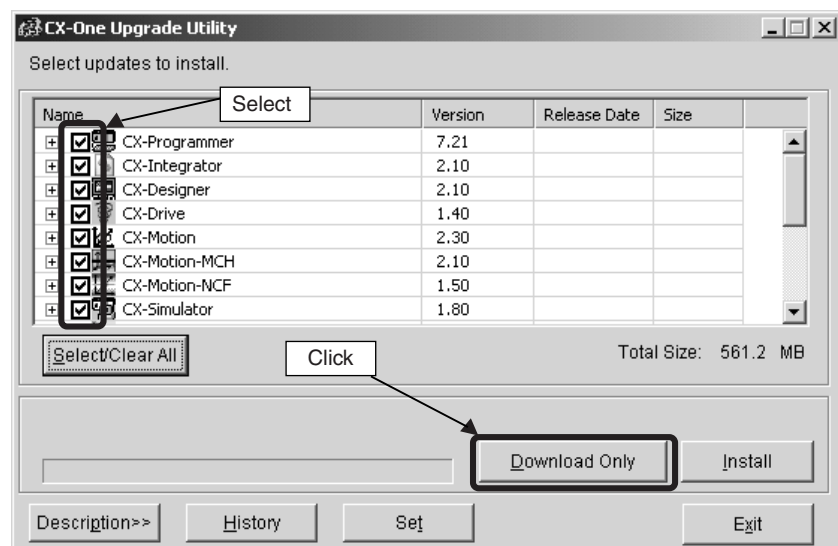 CX-One Upgrade Utility
Select updates to install.
Name Version Release Date Size
Select
CX-Programmer 7.21
CX-Integrator 2.10
CX-Designer 2.10
CX-Drive 1.40
CX-Motion 2.30
CX-Motion-MCH 2.10
CX-Motion-NCF 1.50
CX-Simulator 1.80
Select/Clear All Total Size: 561.2 MB
Click
Download Only Install
Description>> History Set Exit